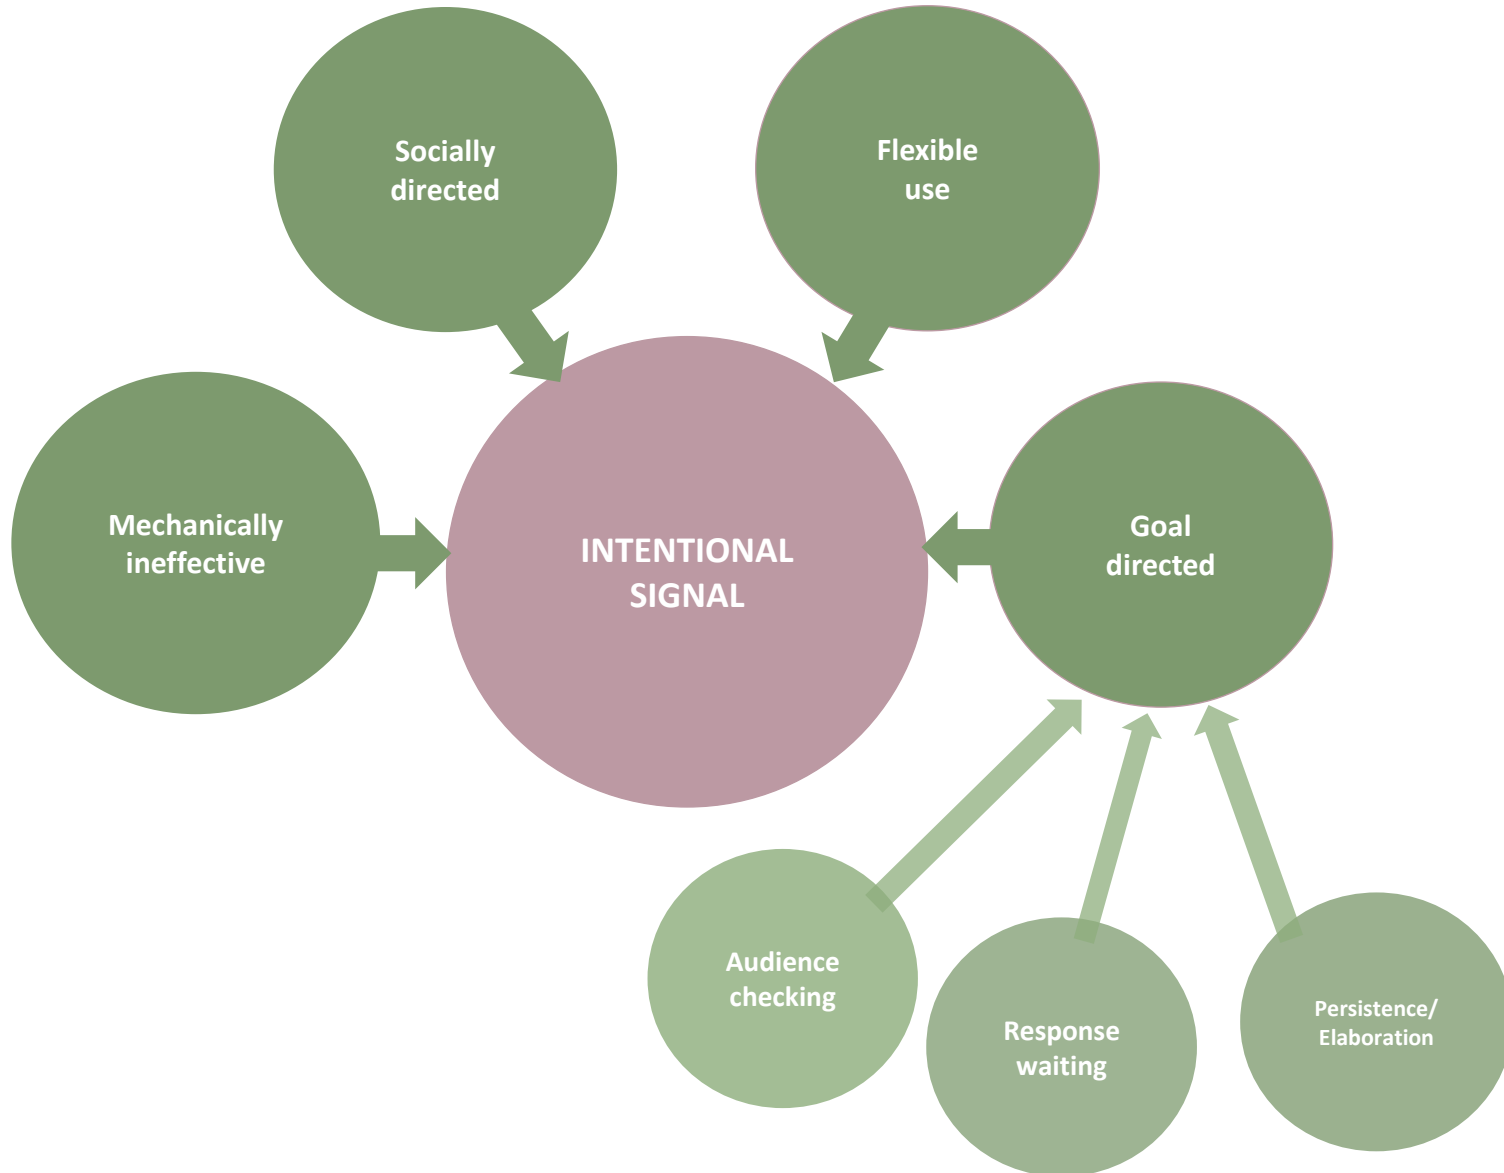 Socially
directed
Flexible
use
Mechanically
ineffective
INTENTIONAL
SIGNAL
Goal
directed
Audience
checking
Response
waiting
Persistence/
Elaboration